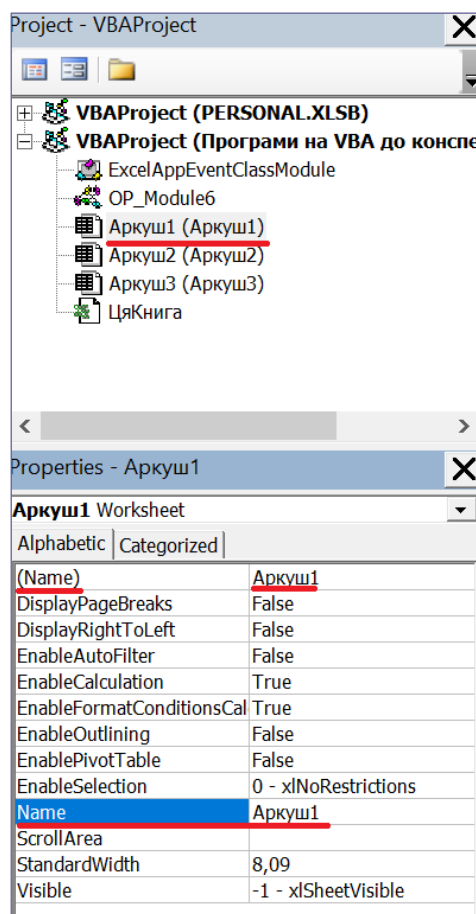 Project - VBAProject
VBAProject (PERSONAL.XLSB)
VBAProject (Програми на VBA до конспе
ExcelAppEventClassModule
OP_Module6
Аркуш1 (Аркуш1)
Аркуш2 (Аркуш2)
Аркуш3 (Аркуш3)
ЦяКнига
Properties - Аркуш1
Аркуш1 Worksheet
Alphabetic Categorized
(Name) Аркуш1
DisplayPageBreaks False
DisplayRightToLeft False
EnableAutoFilter False
EnableCalculation True
EnableFormatConditionsCal True
EnableOutlining False
EnablePivotTable False
EnableSelection 0 - xlNoRestrictions
Name Аркуш1
ScrollArea
StandardWidth 8,09
Visible -1 - xlSheetVisible